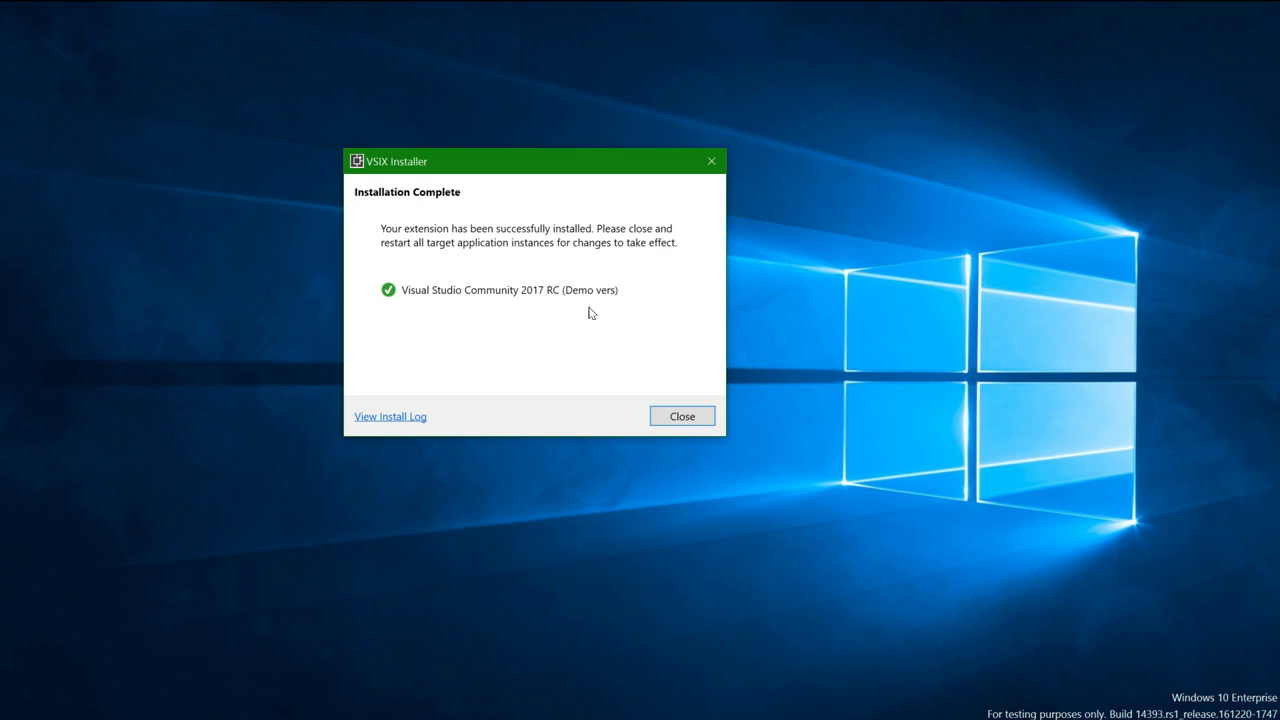 VSIX Installer
Installation Complete
Your extension has been successfully installed. Please close and
restart all target application instances for changes to take effect.
Visual Studio Community 2017 RC (Demo vers)
View Install Log
Close
Windows 10 Enterprise
For testing purposes only. Build 14393.rs1_release.161220-1747